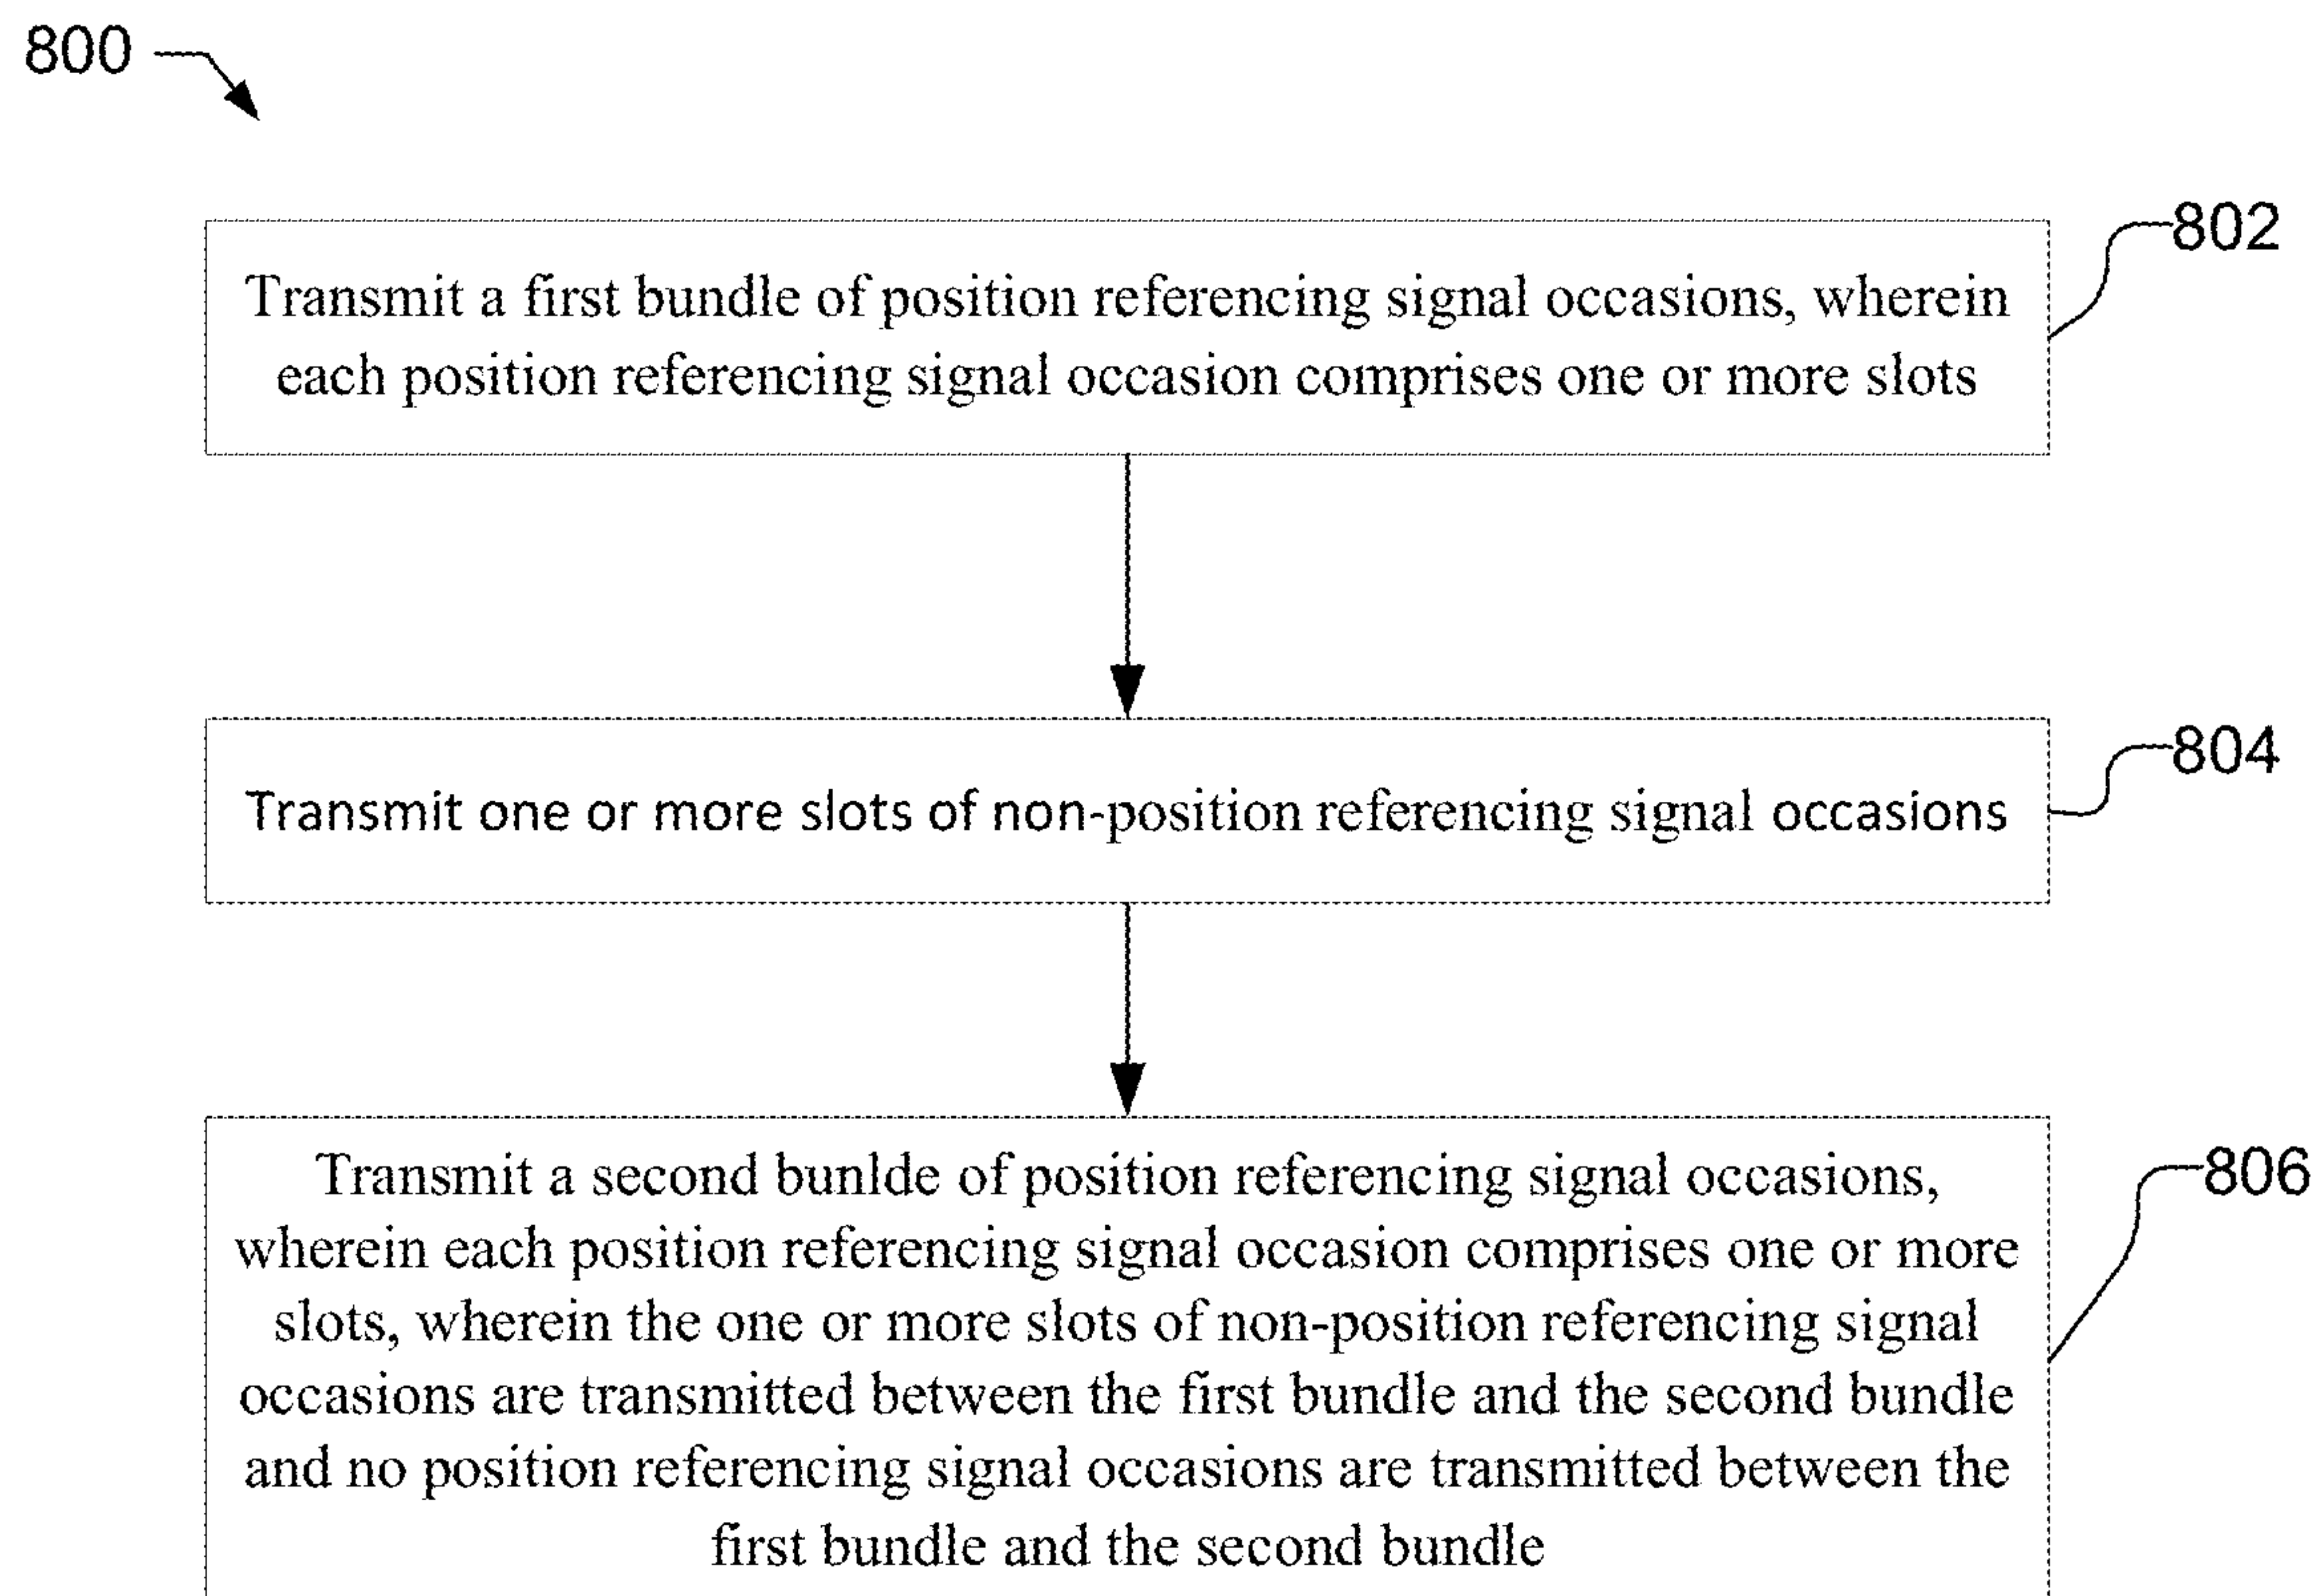 800
802
Transmit a first bundle of position referencing signal occasions, wherein
each position referencing signal occasion comprises one or more slots
804
Transmit one or more slots of non-position referencing signal occasions
806
Transmit a second bunlde of position referencing signal occasions,
wherein each position referencing signal occasion comprises one or more
slots, wherein the one or more slots of non-position referencing signal
occasions are transmitted between the first bundle and the second bundle
and no position referencing signal occasions are transmitted between the
first bundle and the second bundle